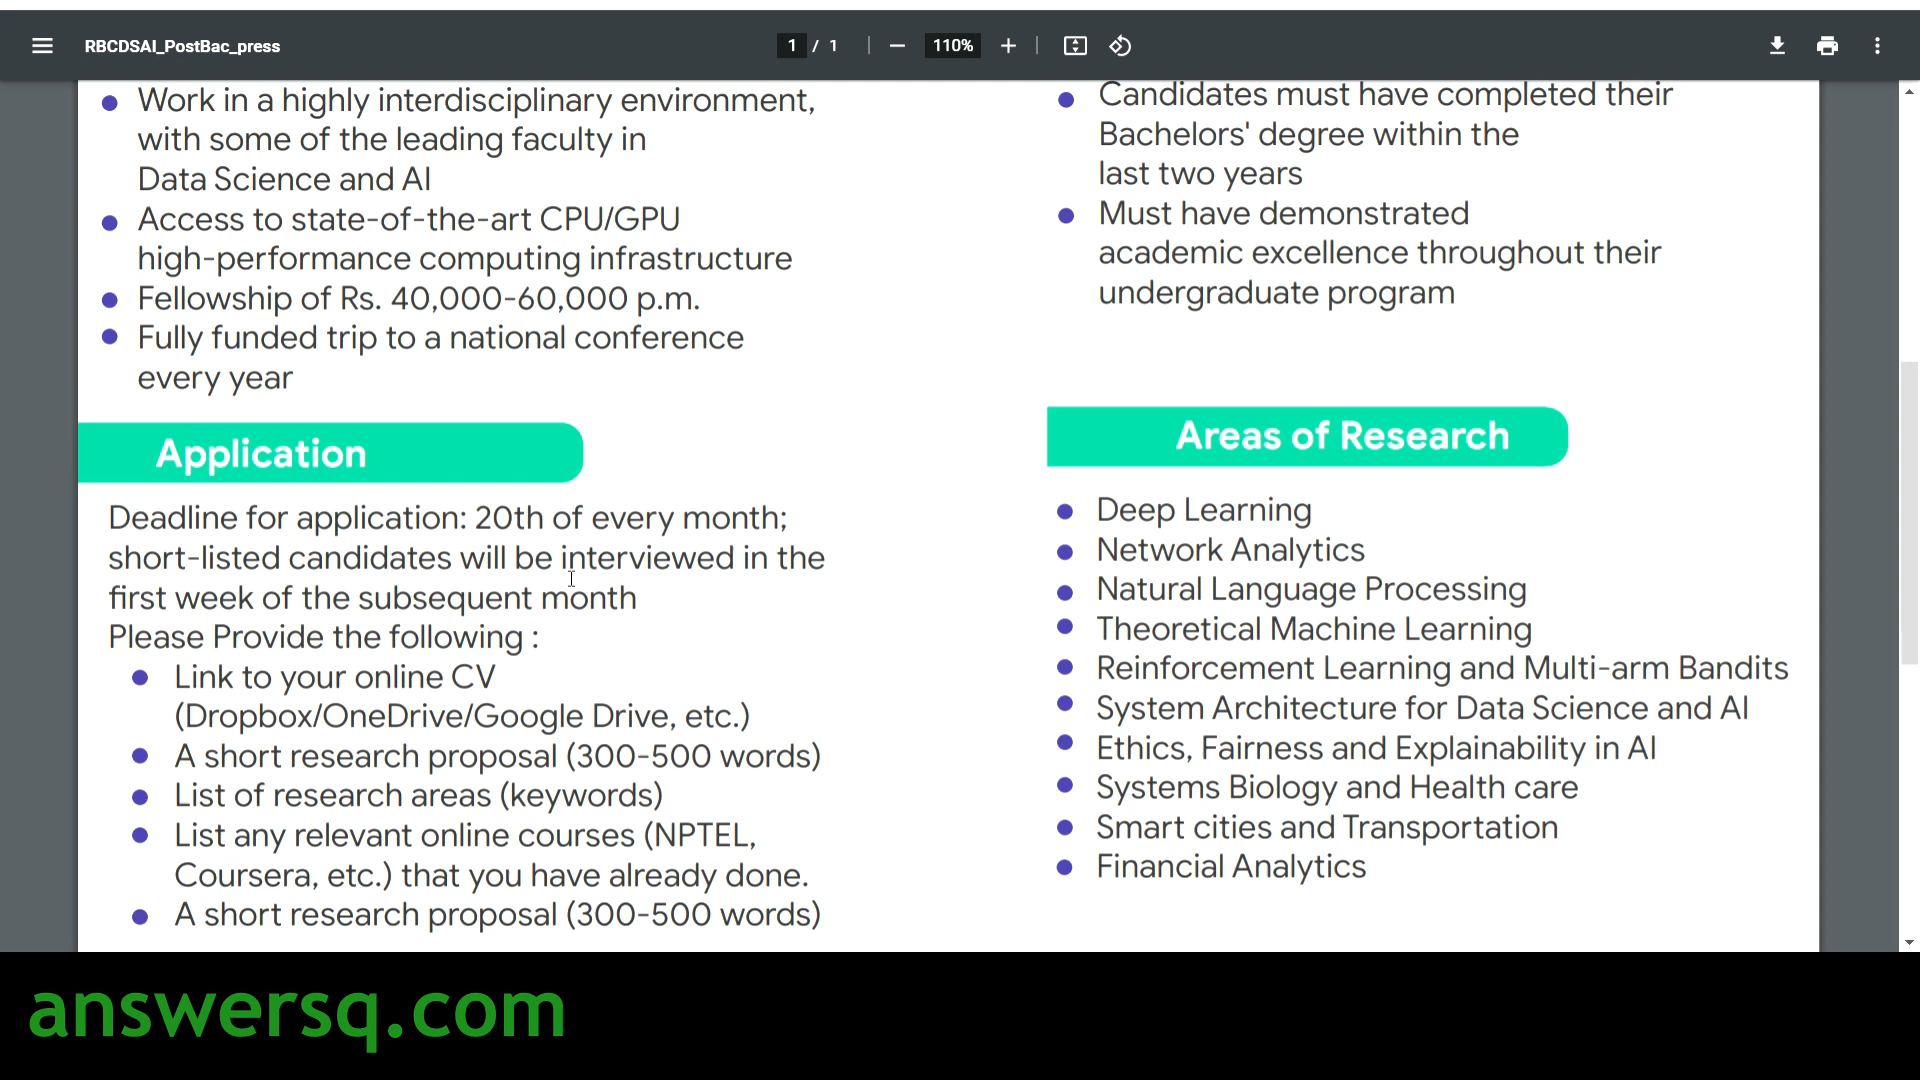 RBCDSAI_PostBac_press
1 / 1
110%
Work in a highly interdisciplinary environment,
with some of the leading faculty in
Data Science and AI
Access to state-of-the-art CPU/GPU
high-performance computing infrastructure
Fellowship of Rs. 40,000-60,000 p.m.
Fully funded trip to a national conference
every year
Application
Deadline for application: 20th of every month;
short-listed candidates will be interviewed in the
first week of the subsequent month
Please Provide the following :
Link to your online CV
(Dropbox/OneDrive/Google Drive, etc.)
A short research proposal (300-500 words)
List of research areas (keywords)
List any relevant online courses (NPTEL,
Coursera, etc.) that you have already done.
A short research proposal (300-500 words)
Candidates must have completed their
Bachelors' degree within the
last two years
Must have demonstrated
academic excellence throughout their
undergraduate program
Areas of Research
Deep Learning
Network Analytics
Natural Language Processing
Theoretical Machine Learning
Reinforcement Learning and Multi-arm Bandits
System Architecture for Data Science and AI
Ethics, Fairness and Explainability in AI
Systems Biology and Health care
Smart cities and Transportation
Financial Analytics
answersq.com